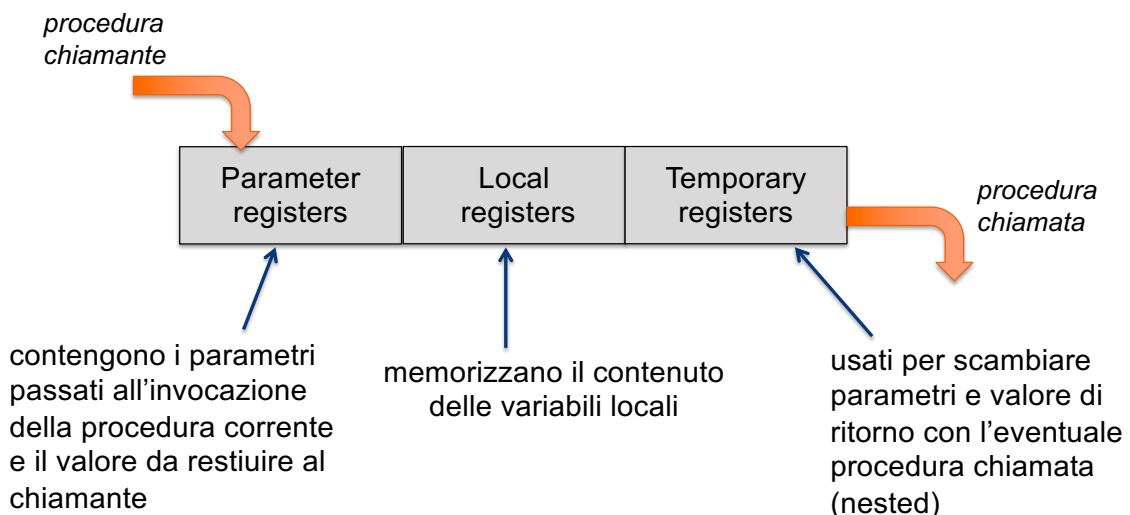 procedura
chiamante
Parameter
registers
Local
registers
Temporary
registers
procedura
chiamata
contengono i parametri
passati all’invocazione
della procedura corrente
e il valore da restiuire al
chiamante
memorizzano il contenuto
delle variabili locali
usati per scambiare
parametri e valore di
ritorno con l’eventuale
procedura chiamata
(nested)